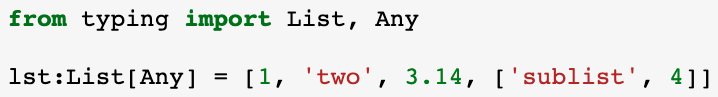 from typing import List, Any
lst:List[Any] = [1, 'two', 3.14, ['sublist', 4]]